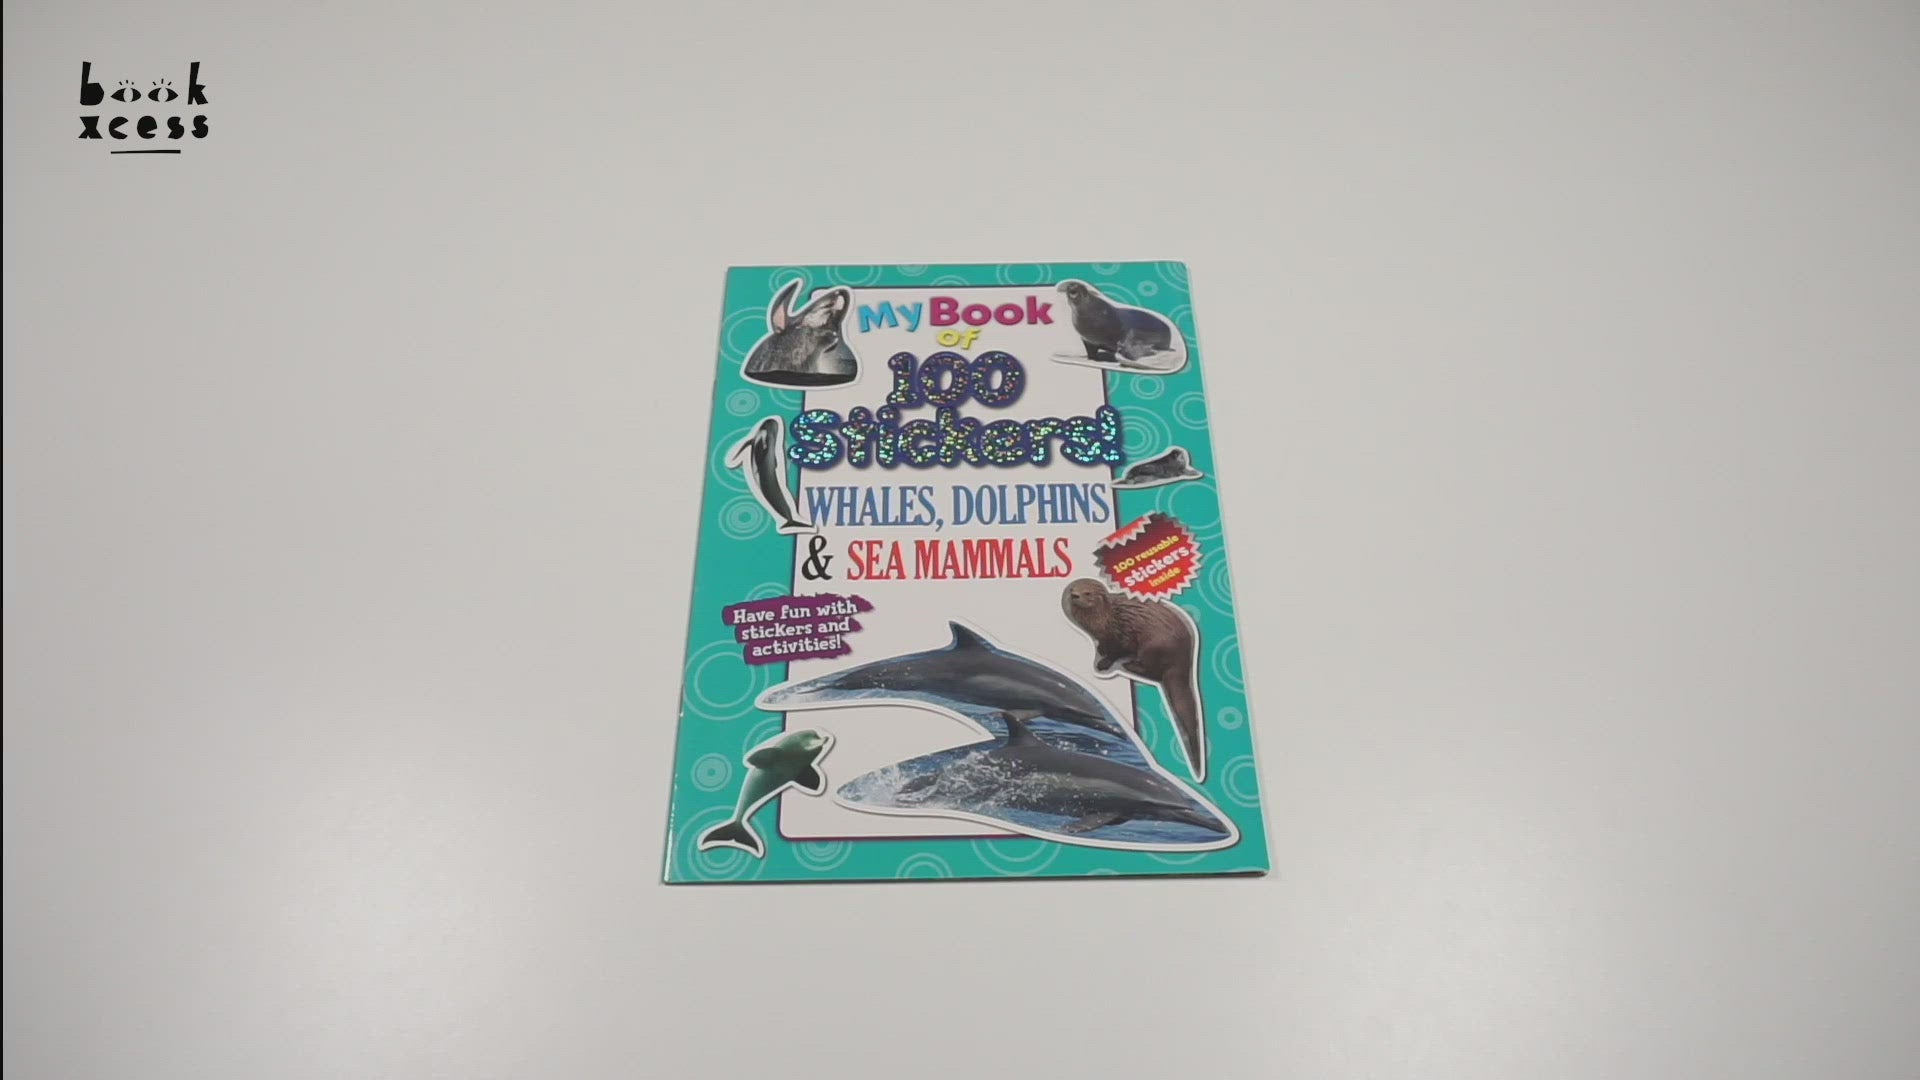 book
xcess
My Book
of
100
Stickers!
WHALES, DOLPHINS
& SEA MAMMALS
100 reusable
stickers
inside
Have fun with
stickers and
activities!